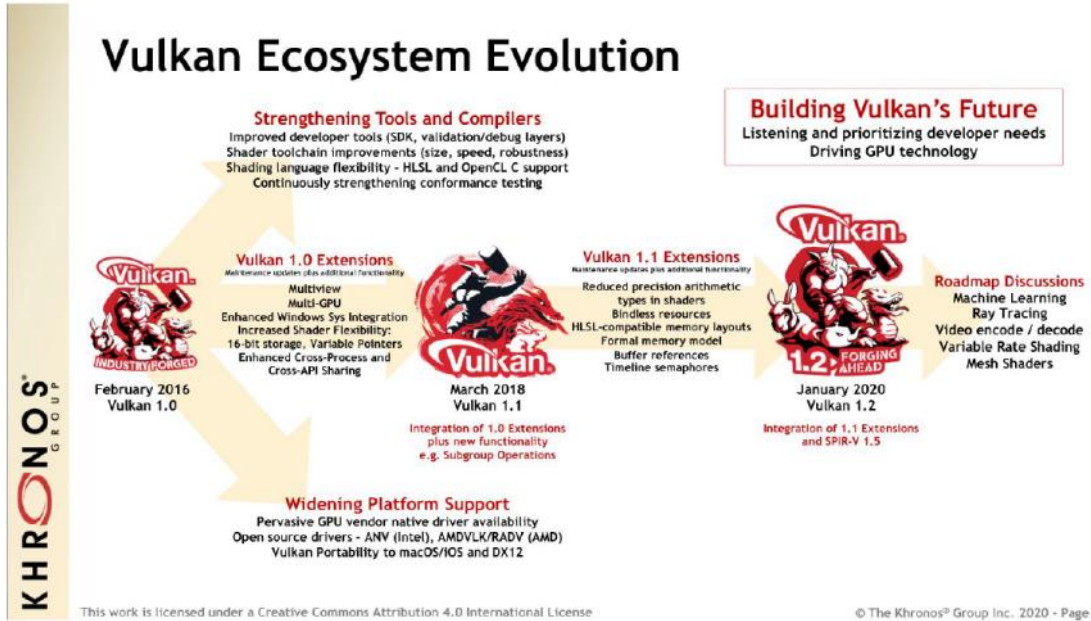 Vulkan Ecosystem Evolution
Strengthening Tools and Compilers
Improved developer tools (SDK, validation/debug layers)
Shader toolchain improvements (size, speed, robustness)
Shading language flexibility - HLSL and OpenCL C support
Continuously strengthening conformance testing
Building Vulkan's Future
Listening and prioritizing developer needs
Driving GPU technology
Vulkan.
INDUSTRY FORGED
February 2016
Vulkan 1.0
Vulkan 1.0 Extensions
Maintenance updates plus additional functionality
Multiview
Multi-GPU
Enhanced Windows Sys Integration
Increased Shader Flexibility:
16-bit storage, Variable Pointers
Enhanced Cross-Process and
Cross-API Sharing
Vulkan.
March 2018
Vulkan 1.1
Integration of 1.0 Extensions
plus new functionality
e.g. Subgroup Operations
Vulkan 1.1 Extensions
Maintenance updates plus additional functionality
Reduced precision arithmetic
types in shaders
Bindless resources
HLSL-compatible memory layouts
Formal memory model
Buffer references
Timeline semaphores
Vulkan.
1.2 FORGING
AHEAD
January 2020
Vulkan 1.2
Integration of 1.1 Extensions
and SPIR-V 1.5
Roadmap Discussions
Machine Learning
Ray Tracing
Video encode / decode
Variable Rate Shading
Mesh Shaders
Widening Platform Support
Pervasive GPU vendor native driver availability
Open source drivers - ANV (Intel), AMDVLK/RADV (AMD)
Vulkan Portability to macOS/iOS and DX12
KHRONOS®
GROUP
This work is licensed under a Creative Commons Attribution 4.0 International License
© The Khronos® Group Inc. 2020 - Page